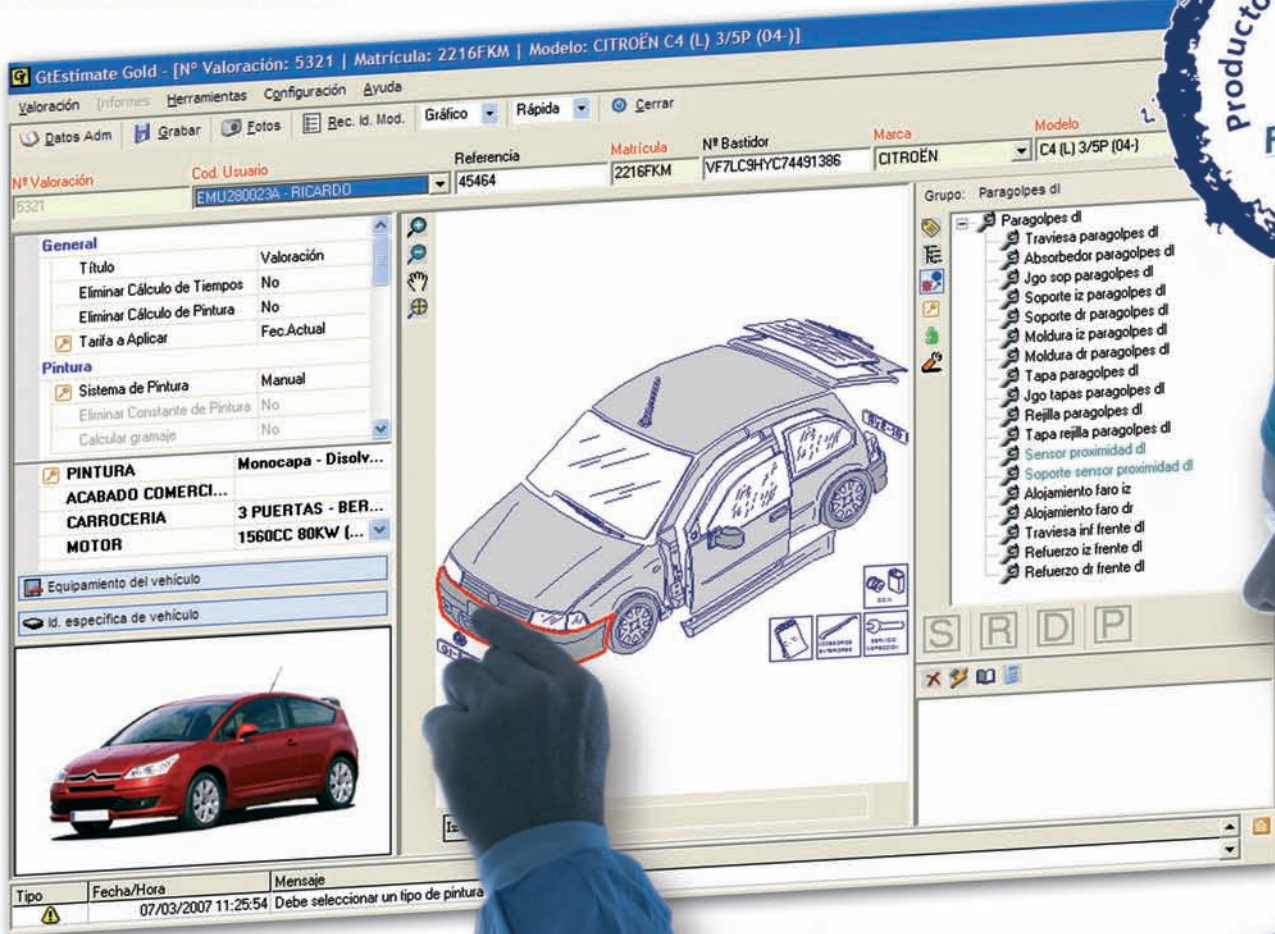 GtEstimate Gold - [Nº Valoración: 5321 | Matrícula: 2216FKM | Modelo: CITROËN C4 (L) 3/5P (04-)]
Valoración Informes Herramientas Configuración Ayuda
Datos Adm Grabar Fotos Rec. Id. Mod. Gráfico Rápida Cerrar
Nº Valoración Cod. Usuario Referencia Matrícula Nº Bastidor Marca Modelo
5321 EMU280023A - RICARDO 45464 2216FKM VF7LC9HYC74491386 CITROËN C4 (L) 3/5P (04-)
General
Título Valoración
Eliminar Cálculo de Tiempos No
Eliminar Cálculo de Pintura No
Tarifa a Aplicar Fec.Actual
Pintura
Sistema de Pintura Manual
Eliminar Constante de Pintura No
Calcular gramaje No
PINTURA Monocapa - Disolv...
ACABADO COMERCI...
CARROCERIA 3 PUERTAS - BER...
MOTOR 1560CC 80KW (...
Equipamiento del vehículo
Id. específica de vehículo
ACCESORIOS
EXTERIORES
SERVICIO
INSPECCION
Grupo: Paragolpes dl
Paragolpes dl
Traviesa paragolpes dl
Absorbedor paragolpes dl
Jgo sop paragolpes dl
Soporte iz paragolpes dl
Soporte dr paragolpes dl
Moldura iz paragolpes dl
Moldura dr paragolpes dl
Tapa paragolpes dl
Jgo tapas paragolpes dl
Rejilla paragolpes dl
Tapa rejilla paragolpes dl
Sensor proximidad dl
Soporte sensor proximidad dl
Alojamiento faro iz
Alojamiento faro dr
Traviesa inf frente dl
Refuerzo iz frente dl
Refuerzo dr frente dl
S R D P
Tipo Fecha/Hora Mensaje
07/03/2007 11:25:54 Debe seleccionar un tipo de pintura
Producto